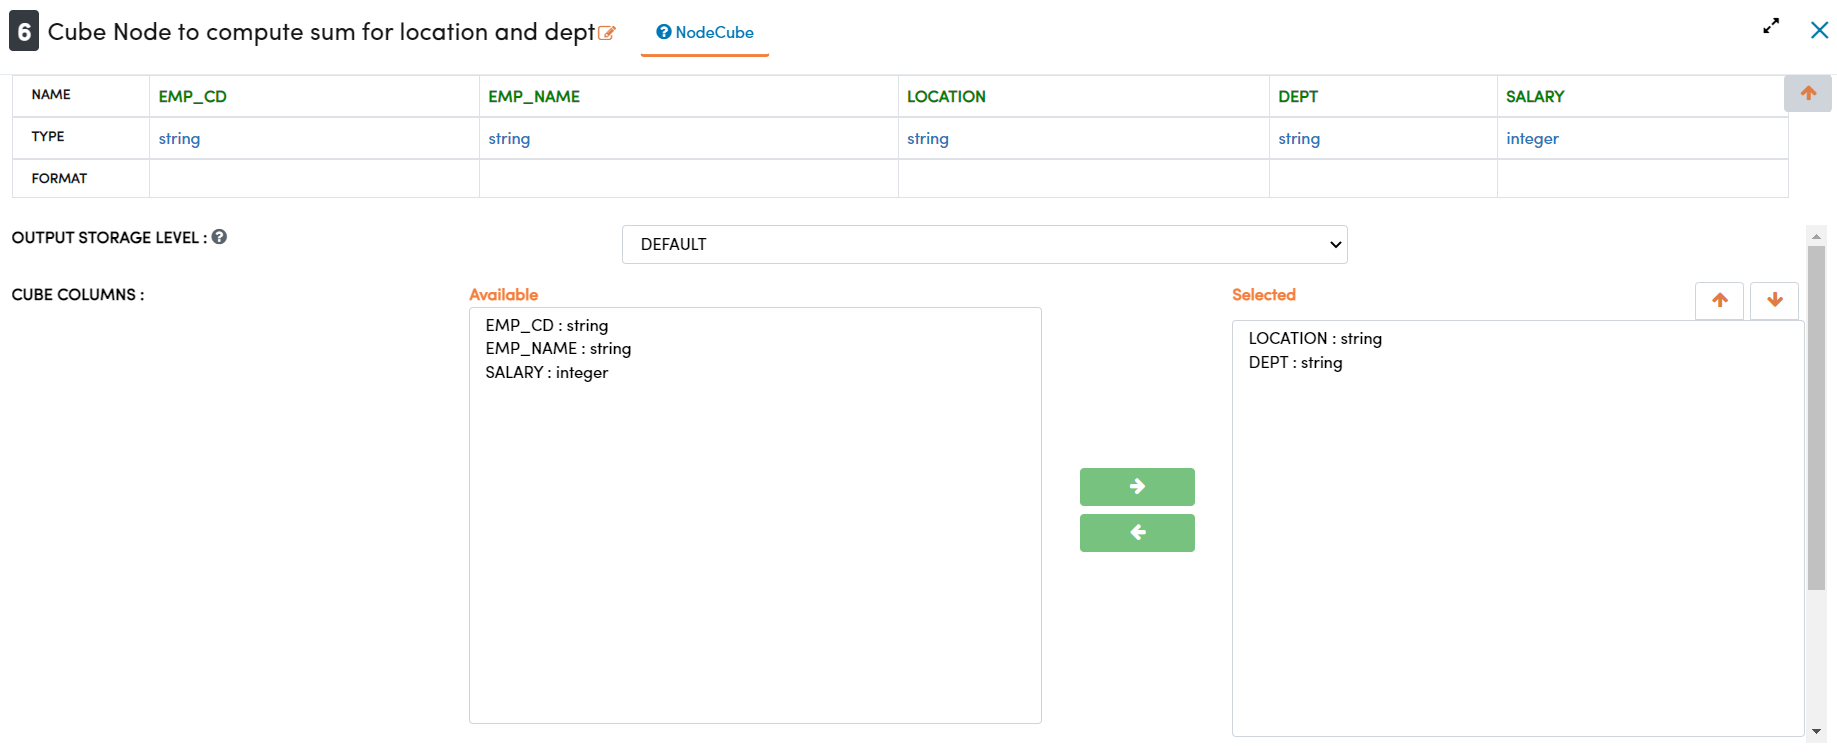 6 Cube Node to compute sum for location and dept NodeCube
NAME EMP_CD EMP_NAME LOCATION DEPT SALARY
TYPE string string string string integer
FORMAT
OUTPUT STORAGE LEVEL : DEFAULT
CUBE COLUMNS : Available Selected
EMP_CD : string
EMP_NAME : string
SALARY : integer
LOCATION : string
DEPT : string